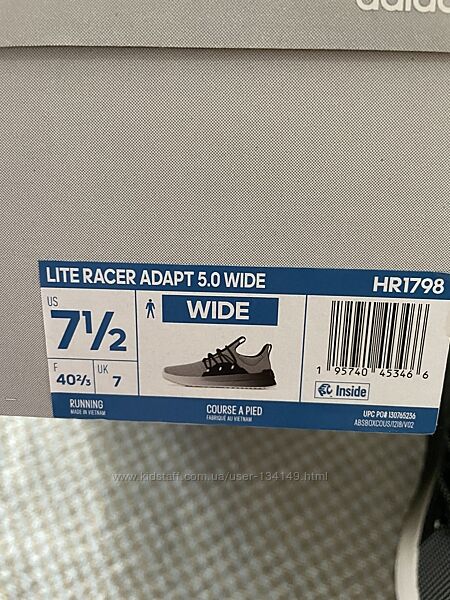 adidas
LITE RACER ADAPT 5.0 WIDE
HR1798
US
7½
WIDE
F
40⅔
UK
7
1 95740 45346 6
Inside
RUNNING
MADE IN VIETNAM
COURSE A PIED
FABRIQUÉ AU VIETNAM
UPC PO# 130765236
ABSBOXCOUS/1218/V02
www.kidstaff.com.ua/user-134149.html